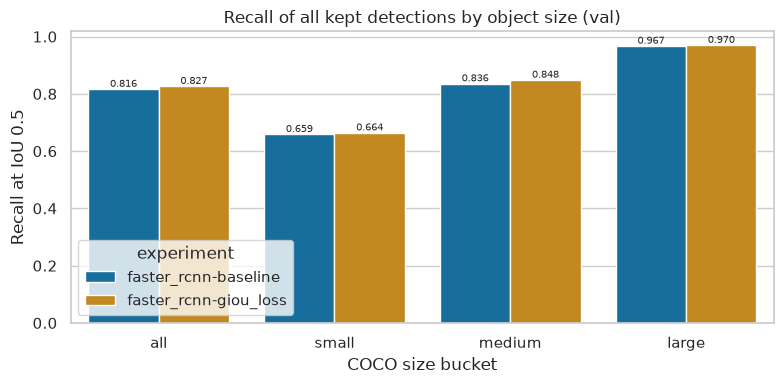 Recall of all kept detections by object size (val)
Recall at IoU 0.5
1.0
0.8
0.6
0.4
0.2
0.0
0.816
0.827
0.659
0.664
0.836
0.848
0.967
0.970
experiment
faster_rcnn-baseline
faster_rcnn-giou_loss
all
small
medium
large
COCO size bucket